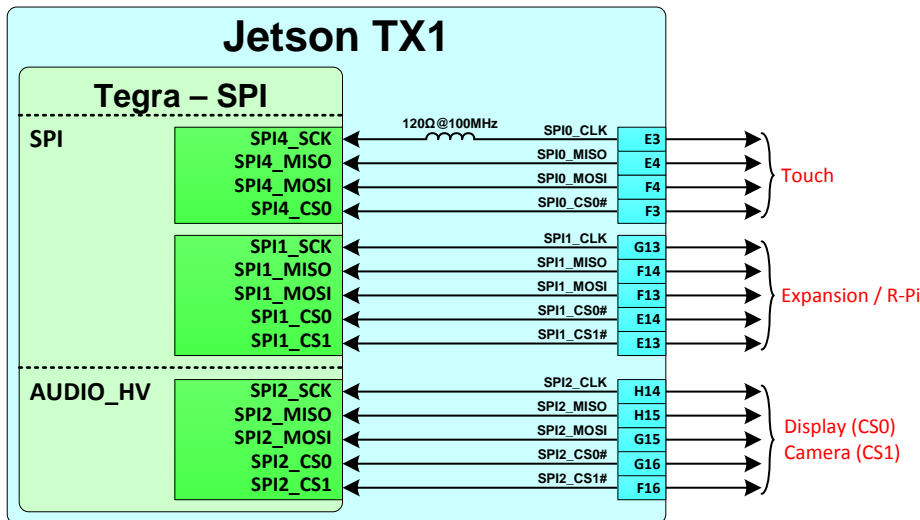 Jetson TX1
Tegra – SPI
SPI
SPI4_SCK 120Ω@100MHz SPI0_CLK E3
SPI4_MISO SPI0_MISO E4
SPI4_MOSI SPI0_MOSI F4
SPI4_CS0 SPI0_CS0# F3
Touch
SPI1_SCK SPI1_CLK G13
SPI1_MISO SPI1_MISO F14
SPI1_MOSI SPI1_MOSI F13
SPI1_CS0 SPI1_CS0# E14
SPI1_CS1 SPI1_CS1# E13
Expansion / R-Pi
AUDIO_HV
SPI2_SCK SPI2_CLK H14
SPI2_MISO SPI2_MISO H15
SPI2_MOSI SPI2_MOSI G15
SPI2_CS0 SPI2_CS0# G16
SPI2_CS1 SPI2_CS1# F16
Display (CS0)
Camera (CS1)